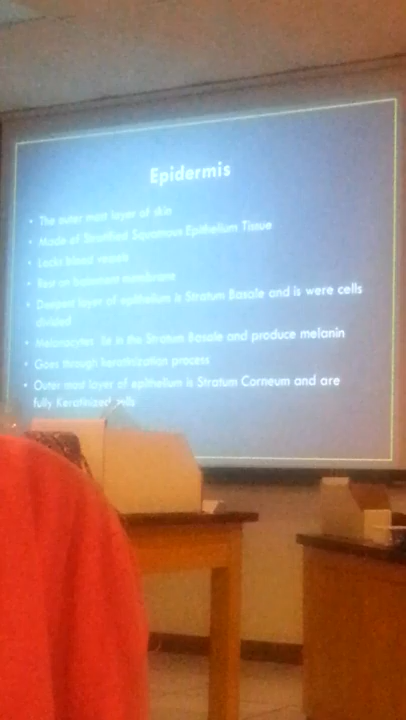 Epidermis
• The outer most layer of skin
• Made of Stratified Squamous Epithelium Tissue
• Lacks blood vessels
• Rest on basement membrane
• Deepest layer of epithelium is Stratum Basale and is were cells
divided
• Melanocytes lie in the Stratum Basale and produce melanin
• Goes through keratinization process
• Outer most layer of epithelium is Stratum Corneum and are
fully Keratinized cells